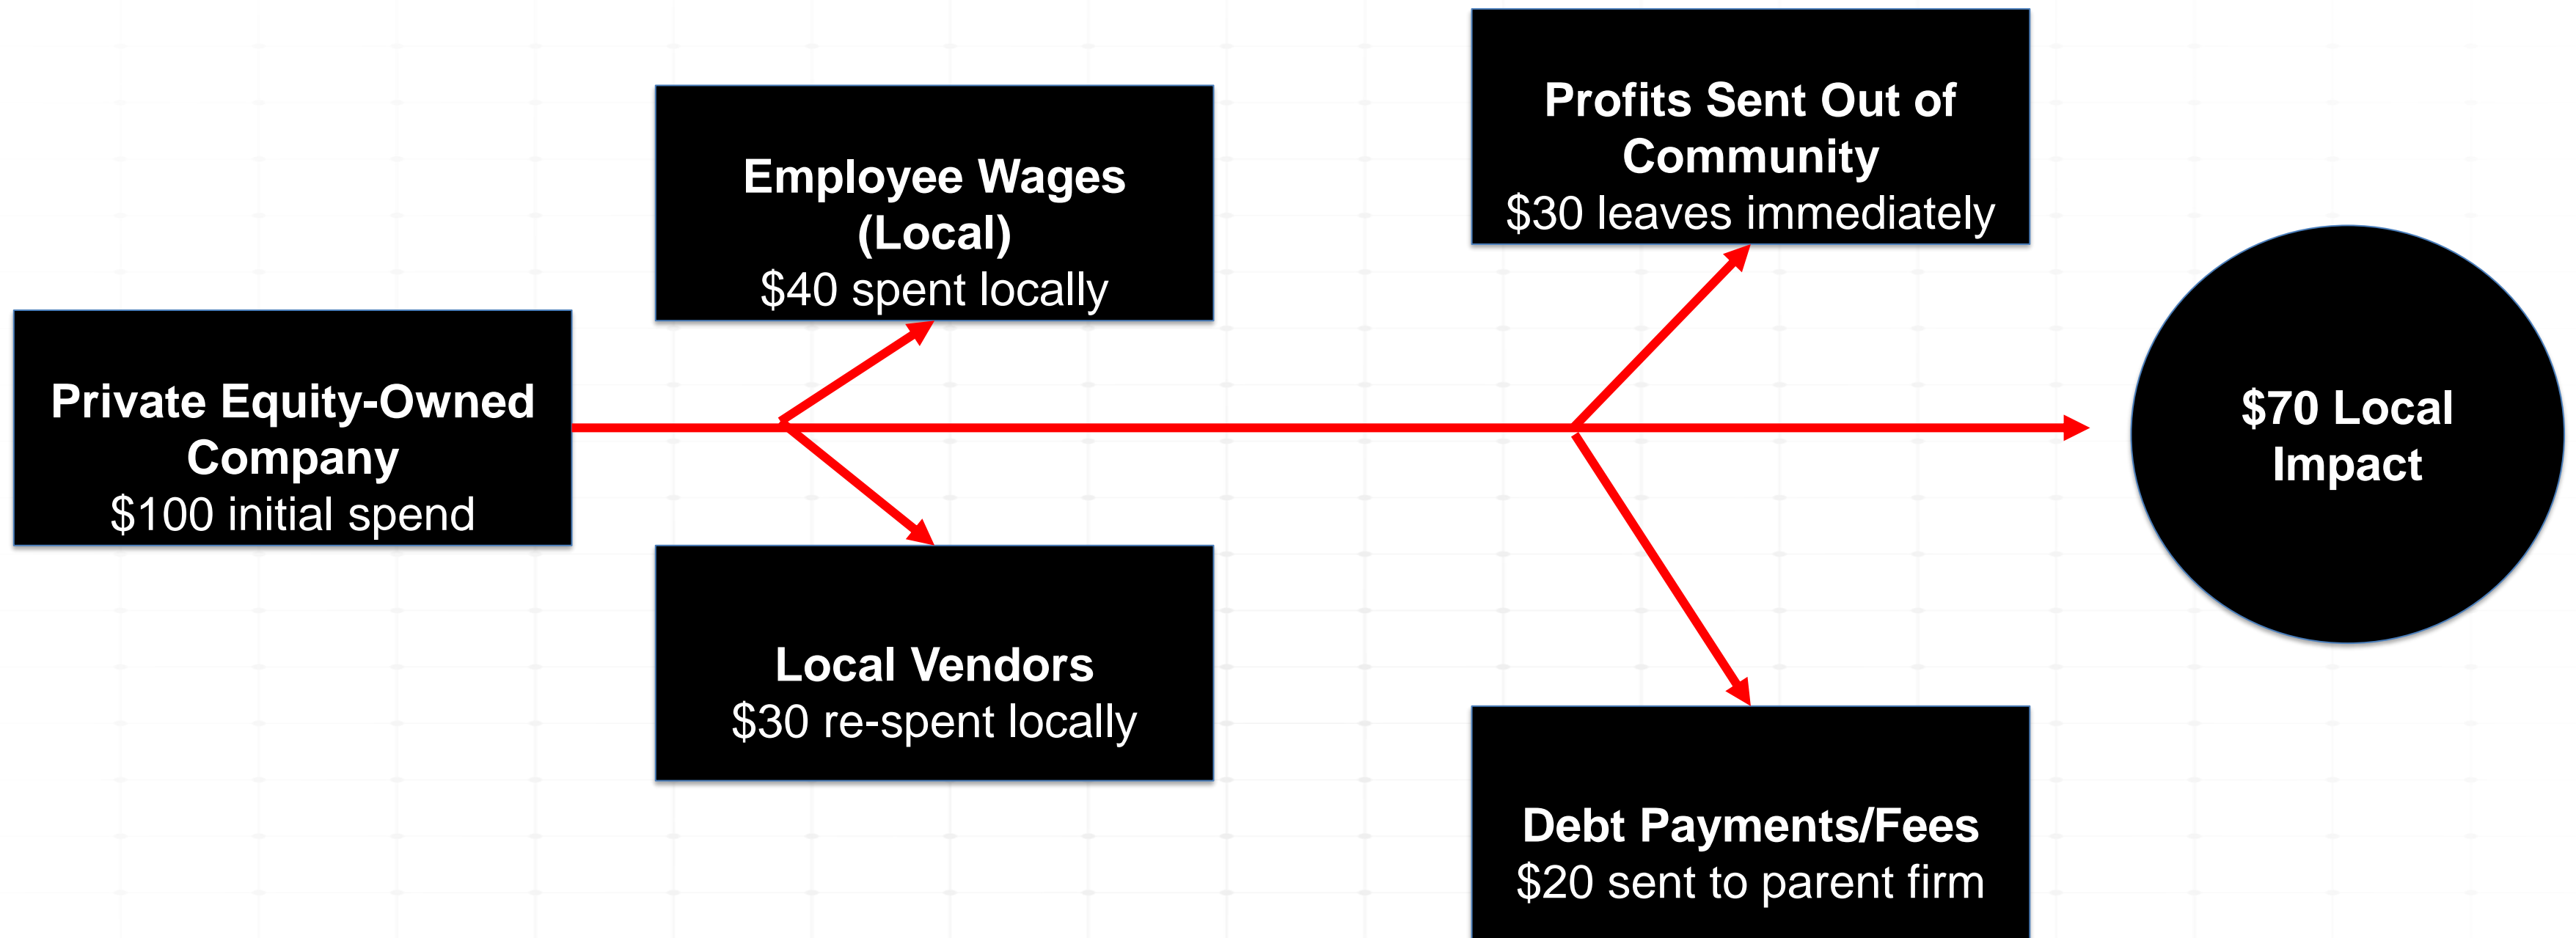 Private Equity-Owned
Company
$100 initial spend
Employee Wages
(Local)
$40 spent locally
Local Vendors
$30 re-spent locally
Profits Sent Out of
Community
$30 leaves immediately
Debt Payments/Fees
$20 sent to parent firm
$70 Local
Impact